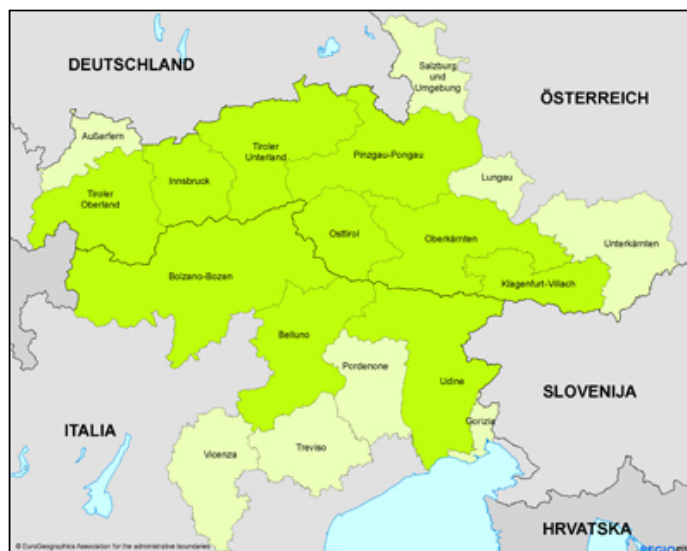 DEUTSCHLAND
Salzburg
und
Umgebung
ÖSTERREICH
Außerfern
Tiroler
Unterland
Pinzgau-Pongau
Innsbruck
Tiroler
Oberland
Lungau
Osttirol
Oberkärnten
Unterkärnten
Bolzano-Bozen
Klagenfurt-Villach
Belluno
Pordenone
Udine
SLOVENIJA
ITALIA
Gorizia
Treviso
Vicenza
HRVATSKA
© EuroGeographics Association for the administrative boundaries